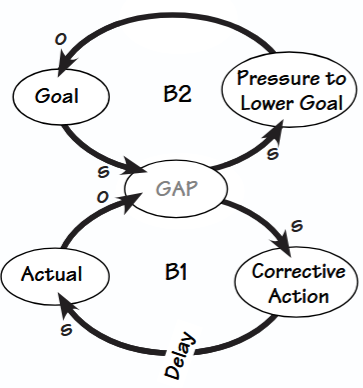 O
Goal
B2
Pressure to
Lower Goal
S
S
O
GAP
S
Actual
B1
Corrective
Action
S
Delay